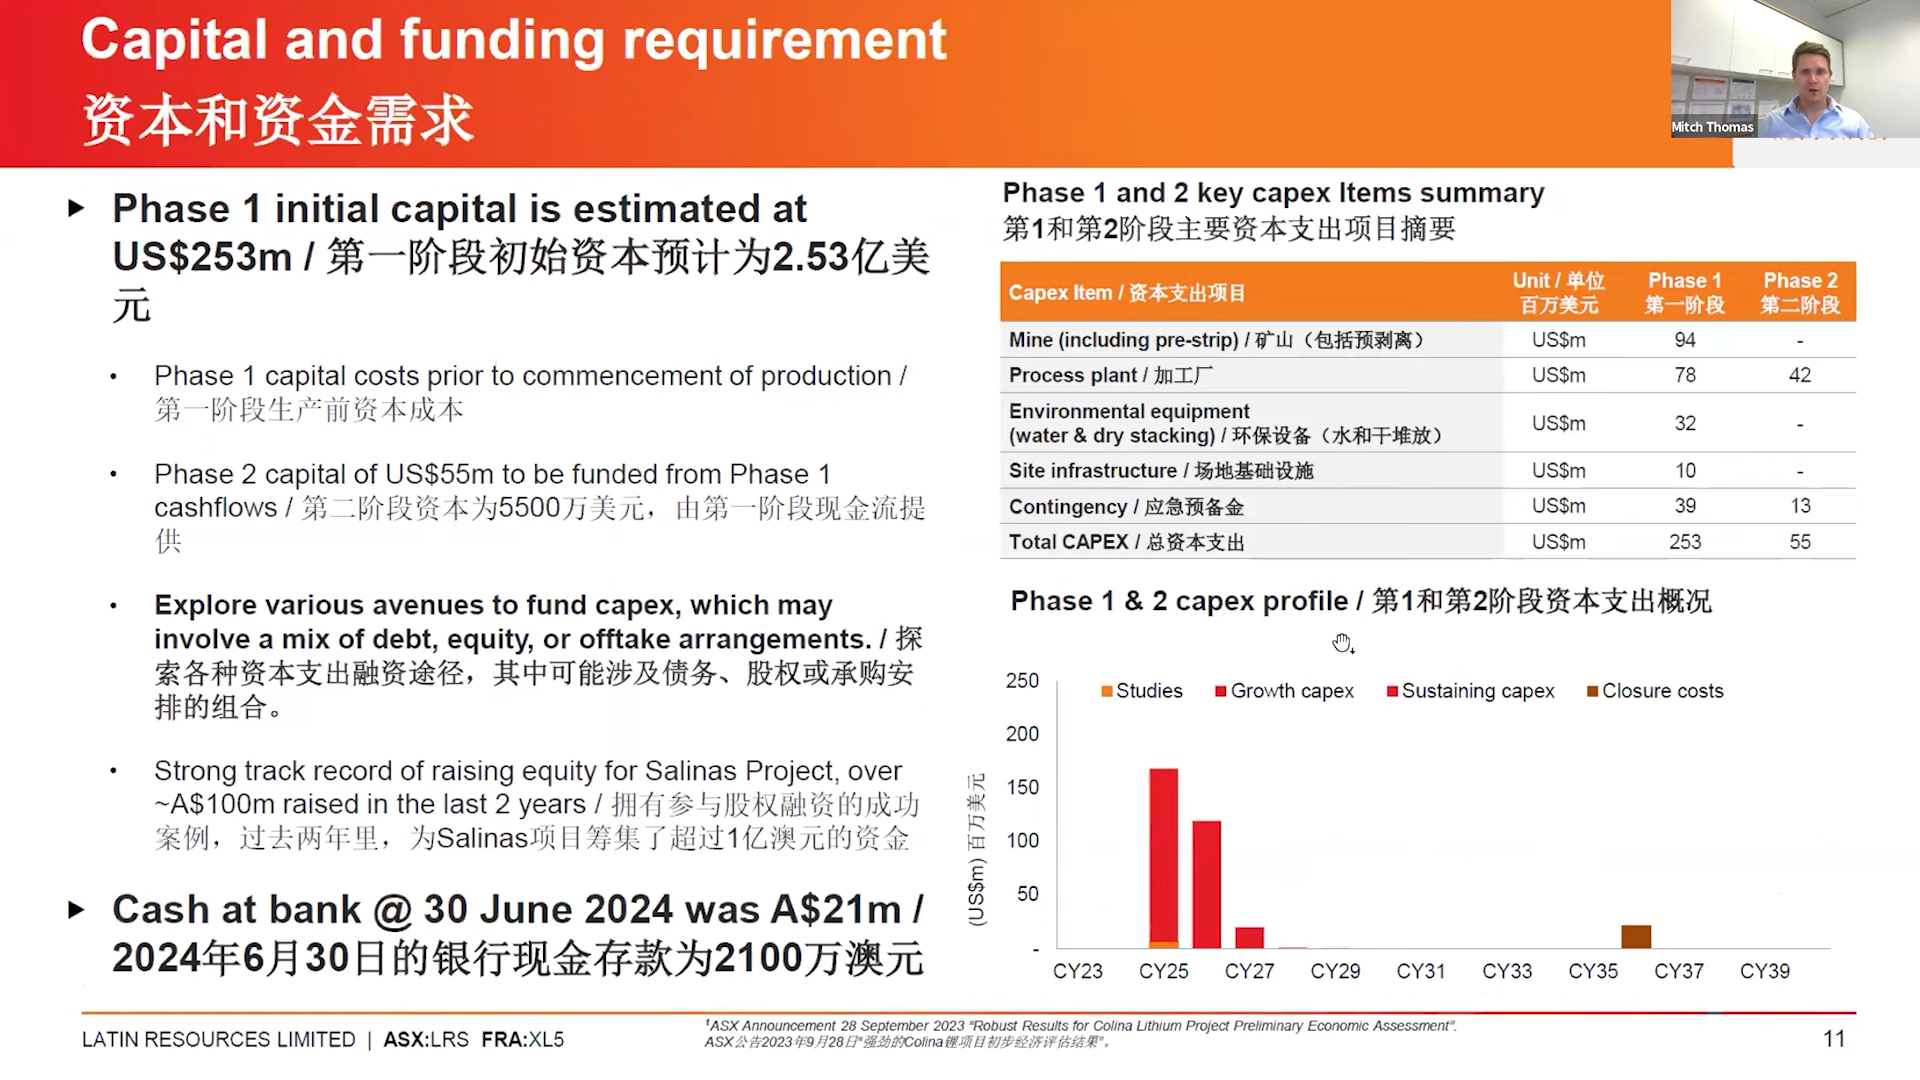 Capital and funding requirement
资本和资金需求
Mitch Thomas
Phase 1 initial capital is estimated at
US$253m / 第一阶段初始资本预计为2.53亿美
元
Phase 1 capital costs prior to commencement of production /
第一阶段生产前资本成本
Phase 2 capital of US$55m to be funded from Phase 1
cashflows / 第二阶段资本为5500万美元，由第一阶段现金流提
供
Explore various avenues to fund capex, which may
involve a mix of debt, equity, or offtake arrangements. / 探
索各种资本支出融资途径，其中可能涉及债务、股权或承购安
排的组合。
Strong track record of raising equity for Salinas Project, over
~A$100m raised in the last 2 years / 拥有参与股权融资的成功
案例，过去两年里，为Salinas项目筹集了超过1亿澳元的资金
Cash at bank @ 30 June 2024 was A$21m /
2024年6月30日的银行现金存款为2100万澳元
Phase 1 and 2 key capex Items summary
第1和第2阶段主要资本支出项目摘要
Capex Item / 资本支出项目 Unit / 单位 百万美元 Phase 1 第一阶段 Phase 2 第二阶段
Mine (including pre-strip) / 矿山（包括预剥离） US$m 94 -
Process plant / 加工厂 US$m 78 42
Environmental equipment
(water & dry stacking) / 环保设备（水和干堆放） US$m 32 -
Site infrastructure / 场地基础设施 US$m 10 -
Contingency / 应急预备金 US$m 39 13
Total CAPEX / 总资本支出 US$m 253 55
Phase 1 & 2 capex profile / 第1和第2阶段资本支出概况
Studies Growth capex Sustaining capex Closure costs
(US$m) 百万美元
250
200
150
100
50
-
CY23 CY25 CY27 CY29 CY31 CY33 CY35 CY37 CY39
LATIN RESOURCES LIMITED | ASX:LRS FRA:XL5
¹ASX Announcement 28 September 2023 "Robust Results for Colina Lithium Project Preliminary Economic Assessment".
ASX公告2023年9月28日"强劲的Colina锂项目初步经济评估结果"。
11